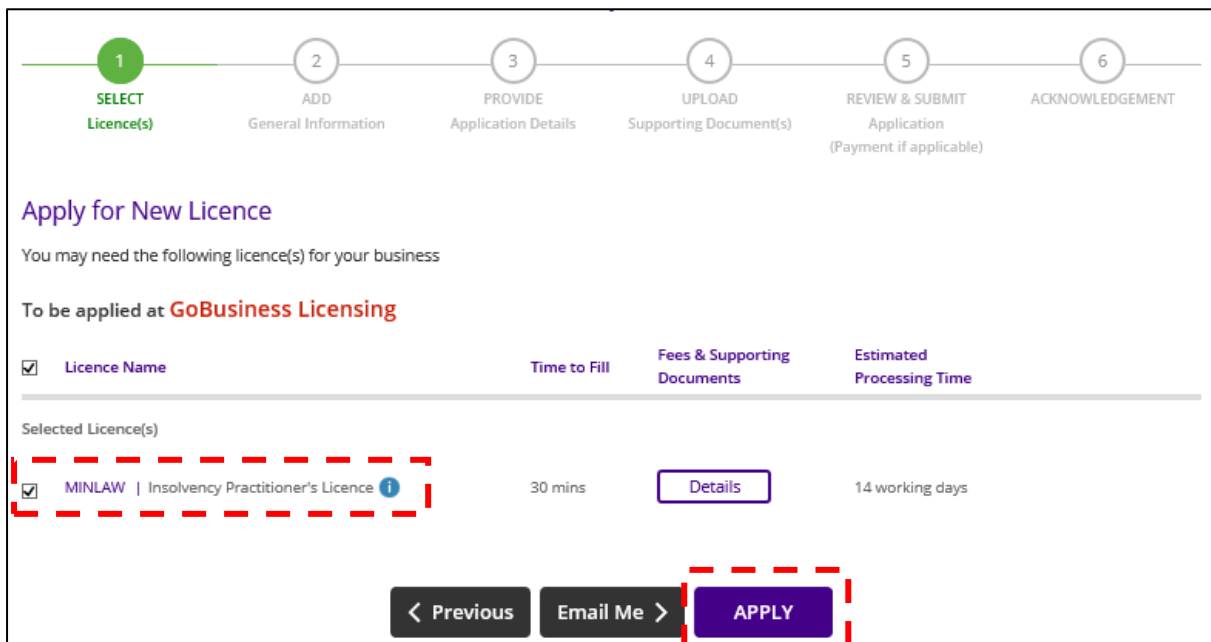 1 2 3 4 5 6
SELECT ADD PROVIDE UPLOAD REVIEW & SUBMIT ACKNOWLEDGEMENT
Licence(s) General Information Application Details Supporting Document(s) Application
(Payment if applicable)
Apply for New Licence
You may need the following licence(s) for your business
To be applied at GoBusiness Licensing
Licence Name Time to Fill Fees & Supporting Documents Estimated Processing Time
Selected Licence(s)
MINLAW | Insolvency Practitioner's Licence i 30 mins Details 14 working days
< Previous Email Me > APPLY